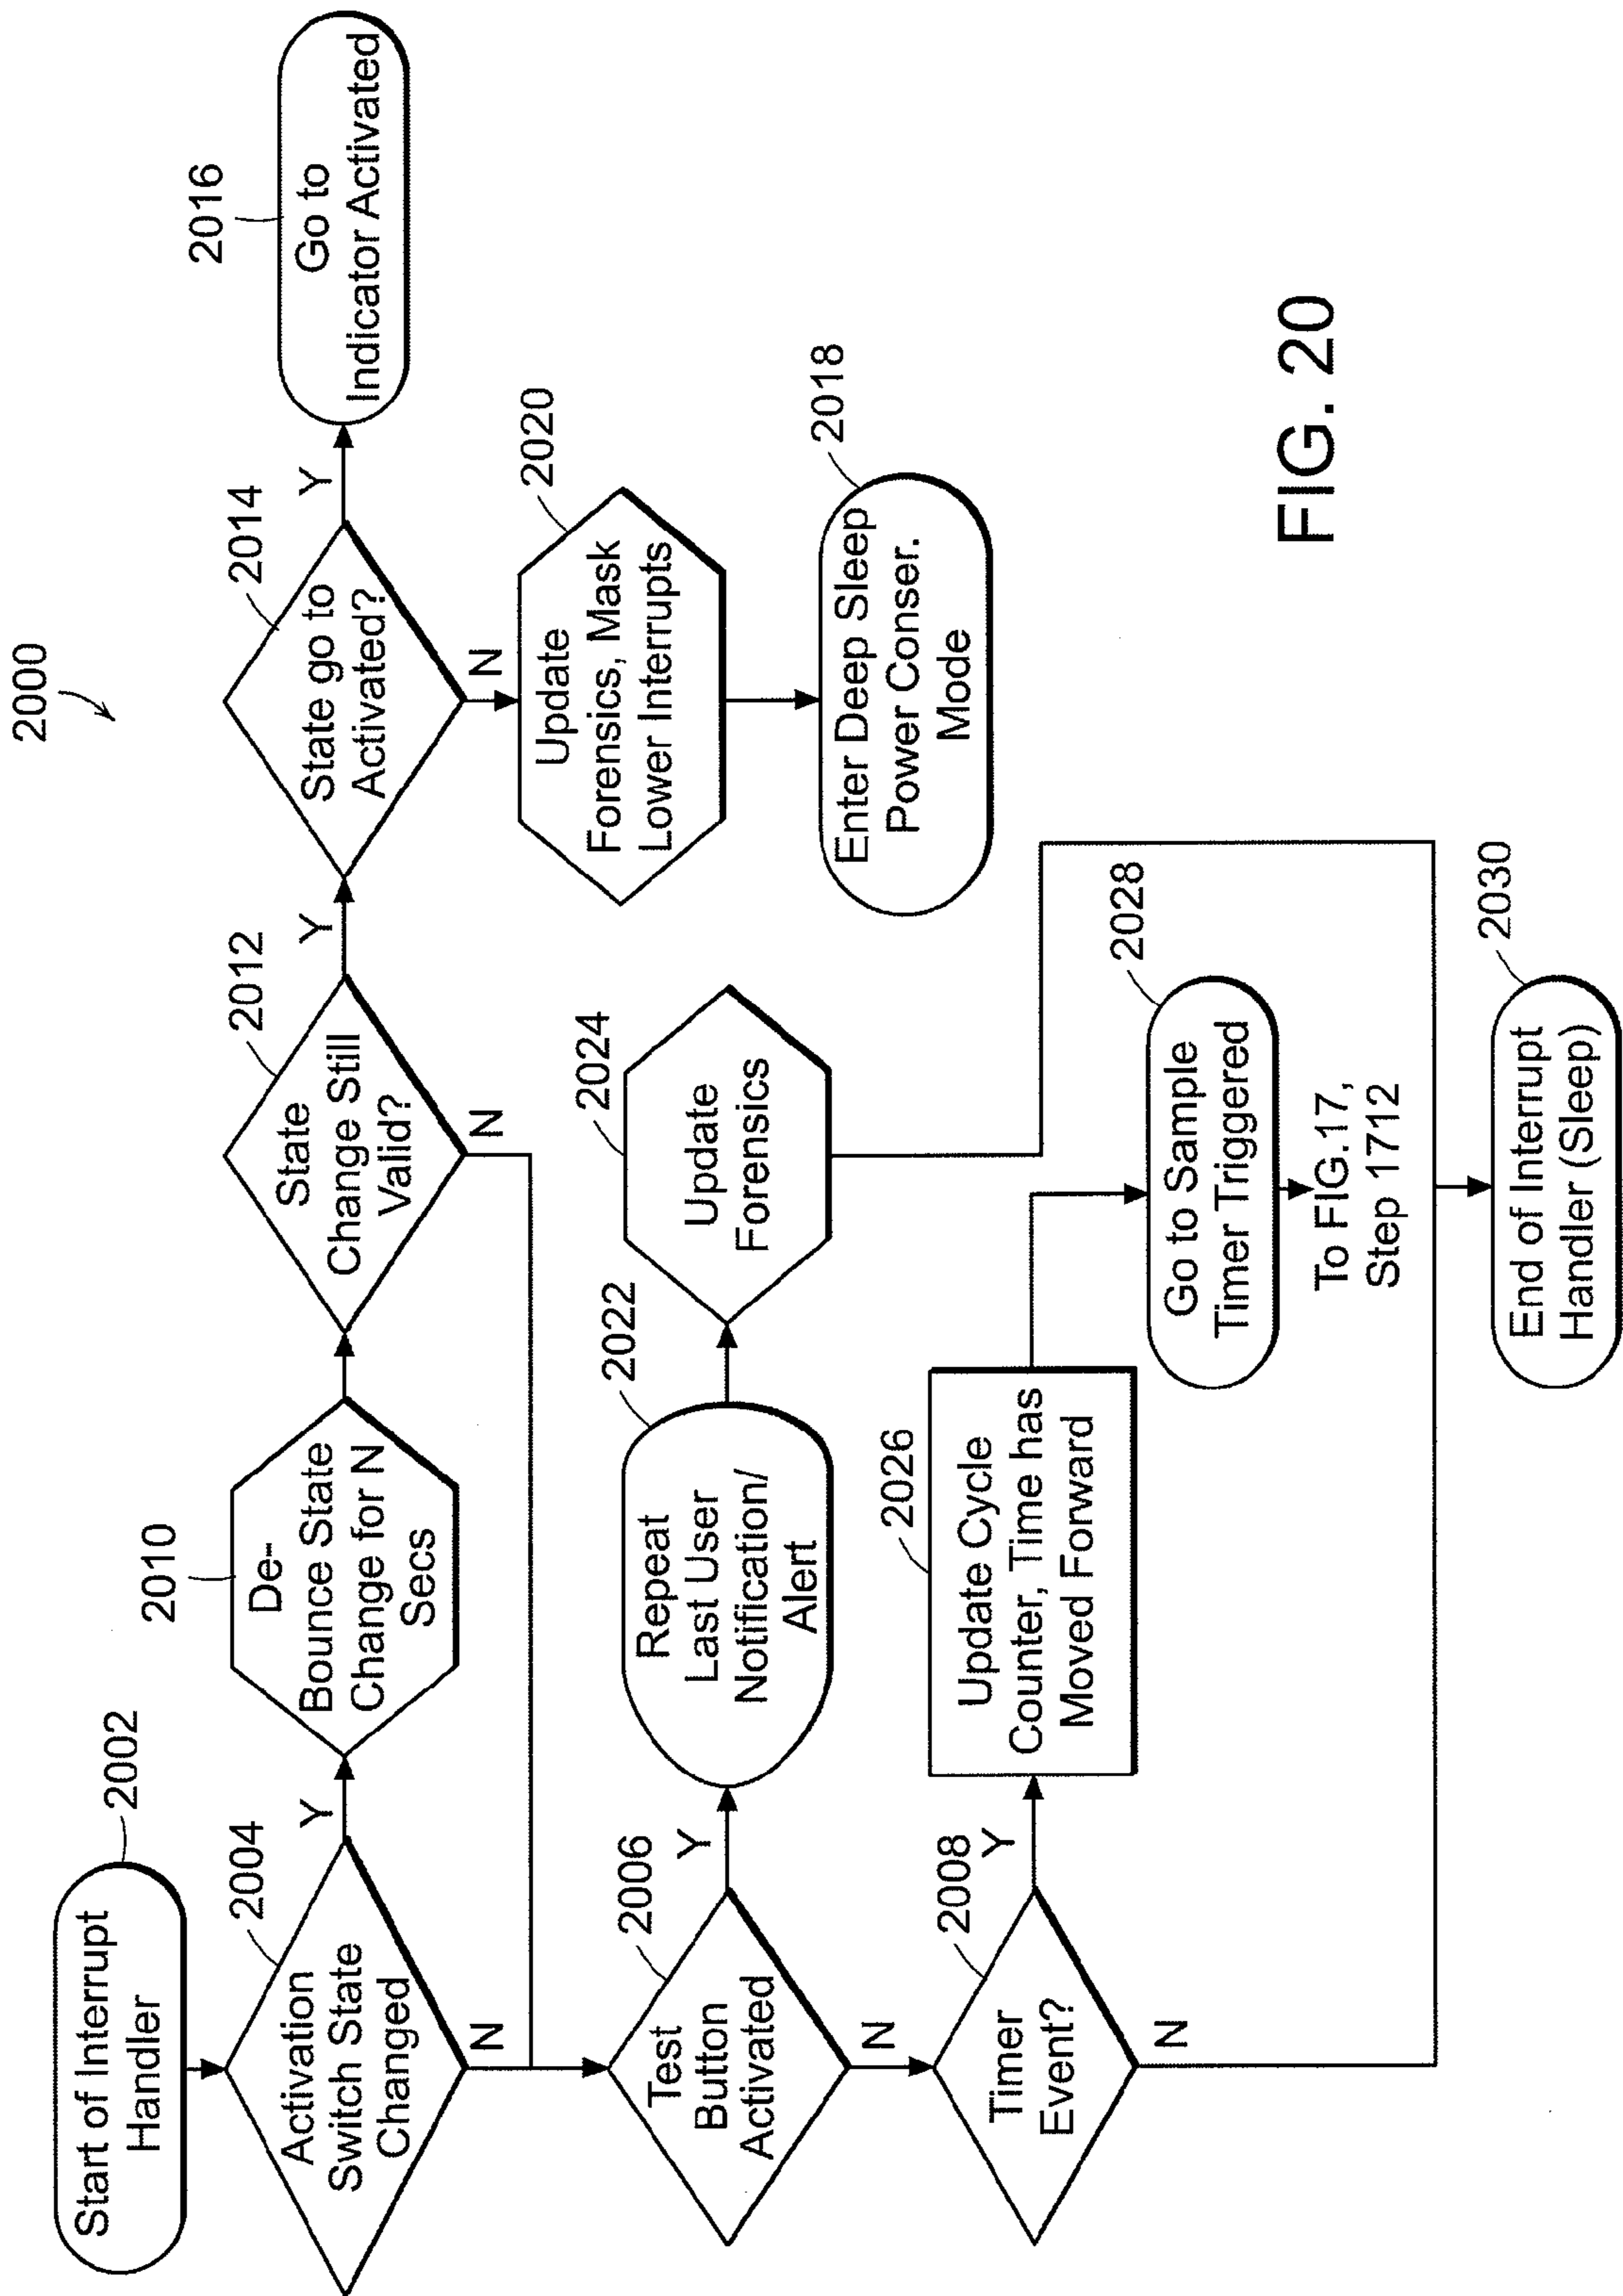 2000
2002
Start of Interrupt
Handler
2004
Activation
Switch State
Changed
Y
N
2010
De-
Bounce State
Change for N
Secs
2012
State
Change Still
Valid?
Y
N
2014
State go to
Activated?
Y
N
2016
Go to
Indicator Activated
2020
Update
Forensics, Mask
Lower Interrupts
2018
Enter Deep Sleep
Power Conser.
Mode
2006
Test
Button
Activated
Y
N
2022
Repeat
Last User
Notification/
Alert
2024
Update
Forensics
2008
Timer
Event?
Y
N
2026
Update Cycle
Counter, Time has
Moved Forward
2028
Go to Sample
Timer Triggered
To FIG.17,
Step 1712
2030
End of Interrupt
Handler (Sleep)
FIG. 20